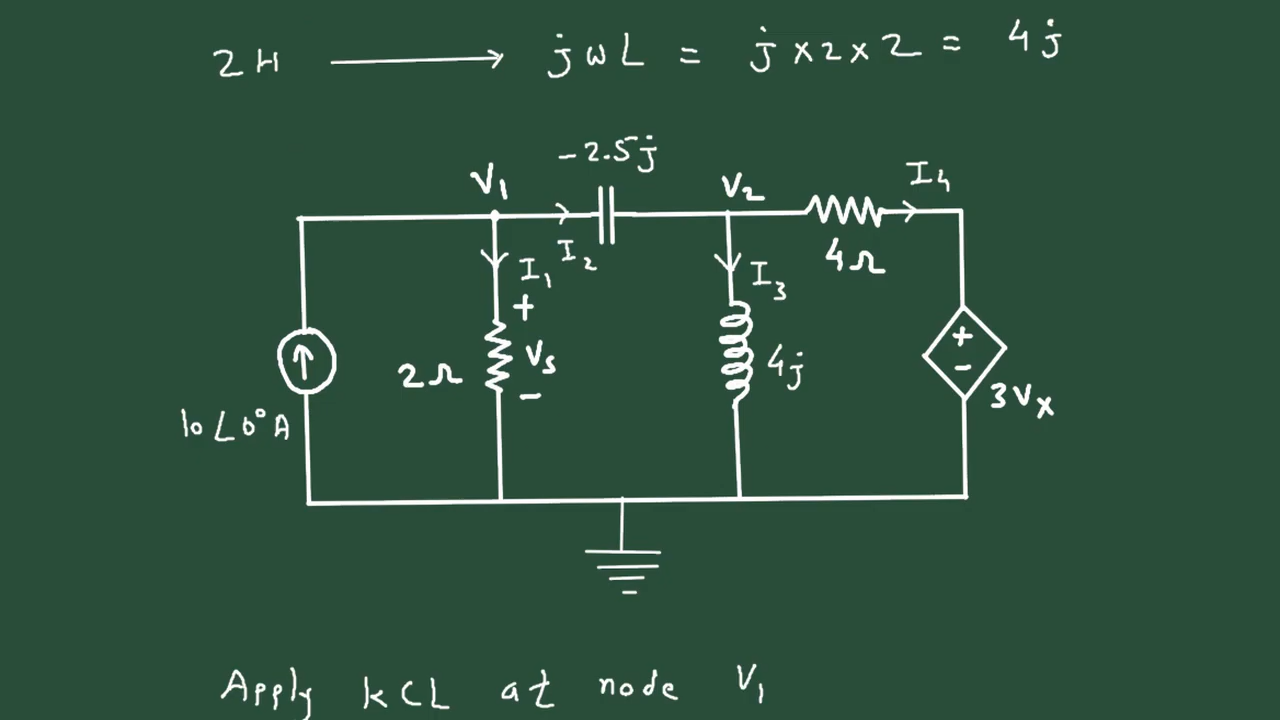 2H → jwL = j×2×2 = 4j
-2.5j
V₁
V₂
I₄
I₂
4Ω
I₁
I₃
+
+
2Ω
Vs
4j
-
-
3Vx
10∠0°A
Apply KCL at node V₁